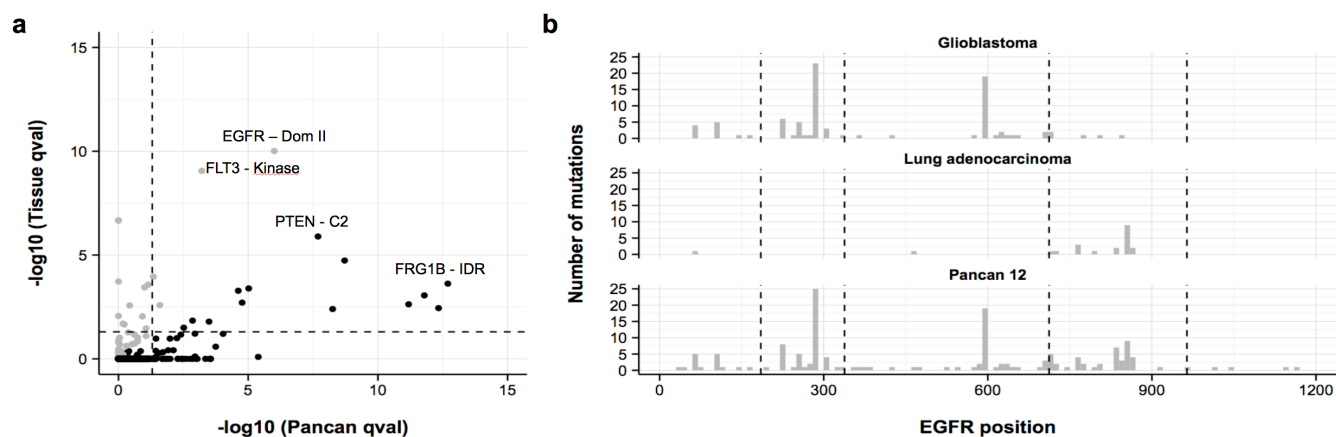 a
15
10
5
0
0
5
10
15
-log10 (Tissue qval)
-log10 (Pancan qval)
EGFR – Dom II
FLT3 - Kinase
PTEN - C2
FRG1B - IDR
b
Glioblastoma
25
20
15
10
5
0
Lung adenocarcinoma
25
20
15
10
5
0
Pancan 12
25
20
15
10
5
0
0
300
600
900
1200
Number of mutations
EGFR position